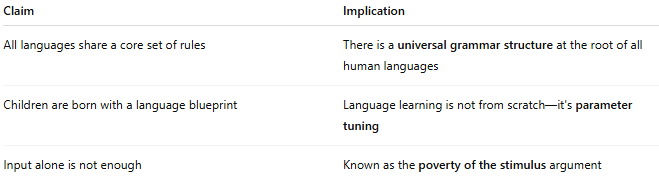 Claim Implication
All languages share a core set of rules There is a universal grammar structure at the root of all
human languages
Children are born with a language blueprint Language learning is not from scratch—it's parameter
tuning
Input alone is not enough Known as the poverty of the stimulus argument